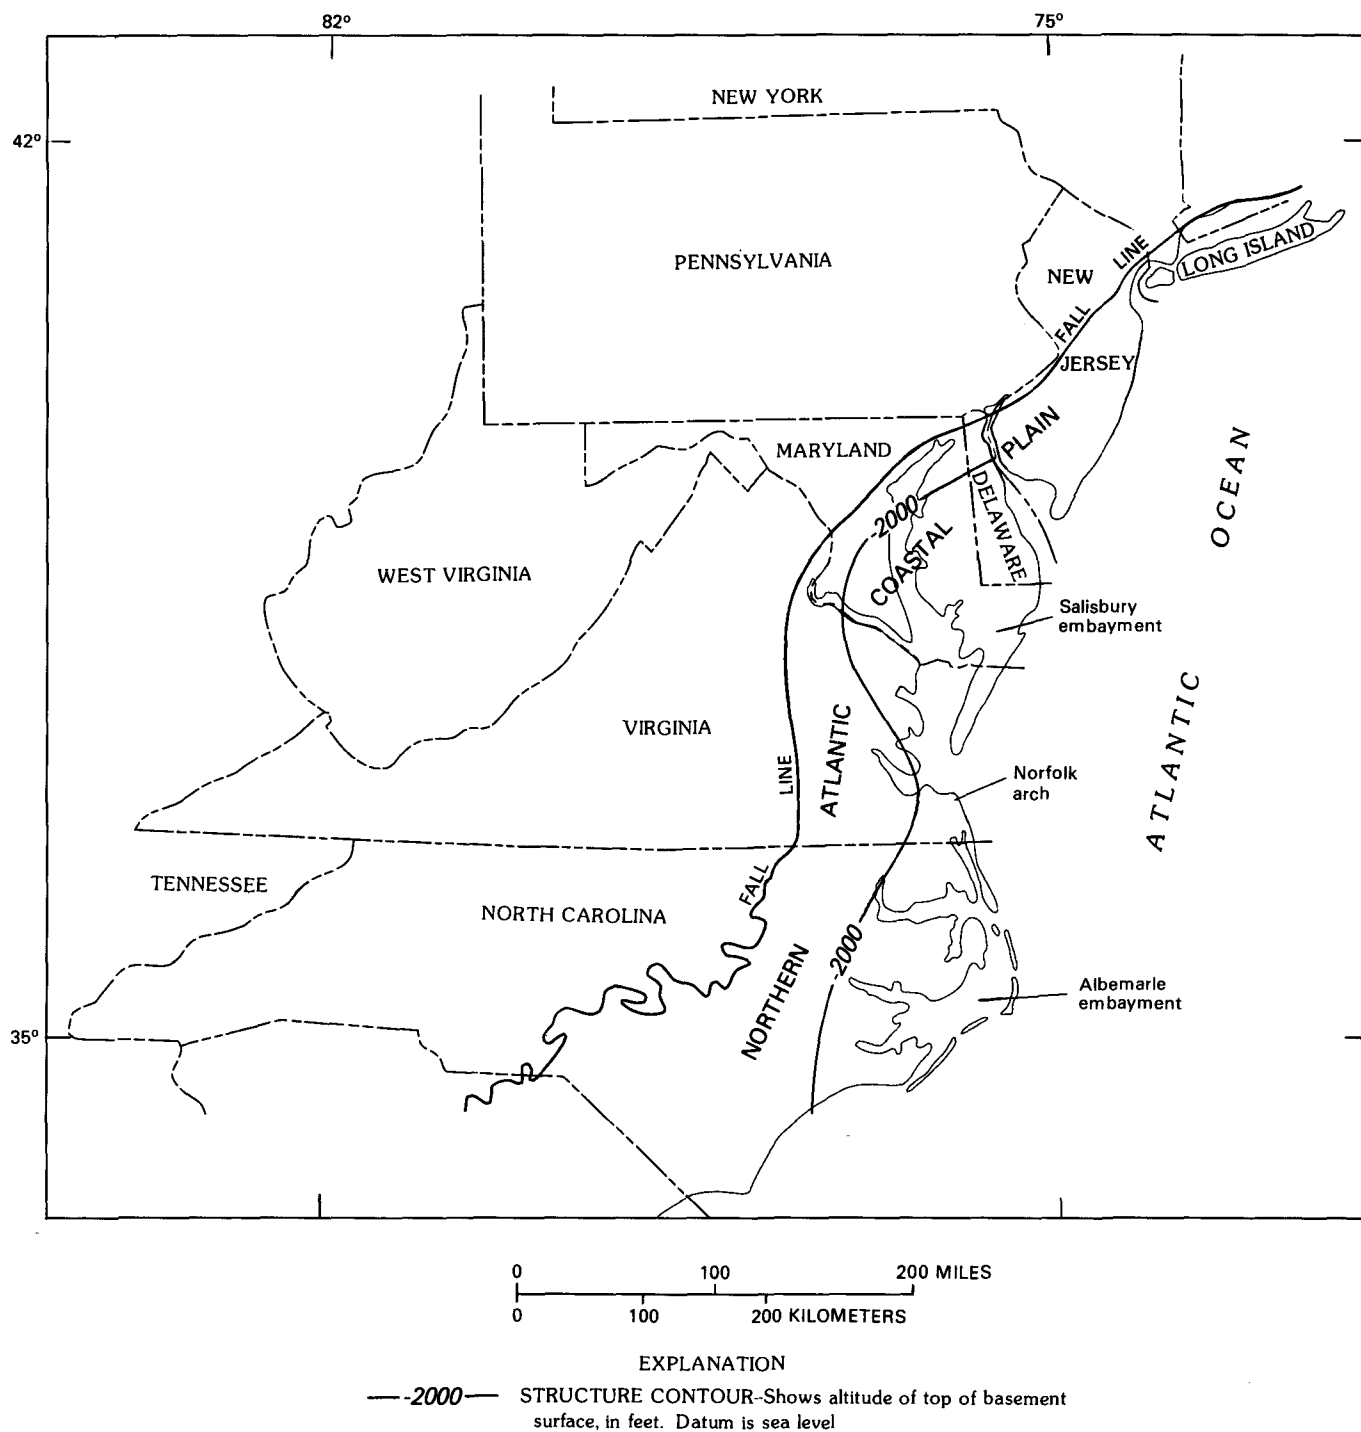 82°
75°
42°
NEW YORK
PENNSYLVANIA
NEW
JERSEY
FALL
LINE
LONG ISLAND
MARYLAND
PLAIN
DELAWARE
-2000
COASTAL
OCEAN
WEST VIRGINIA
Salisbury
embayment
VIRGINIA
LINE
ATLANTIC
ATLANTIC
Norfolk
arch
TENNESSEE
NORTH CAROLINA
FALL
-2000
NORTHERN
Albemarle
embayment
35°
0 100 200 MILES
0 100 200 KILOMETERS
EXPLANATION
-2000 STRUCTURE CONTOUR--Shows altitude of top of basement
surface, in feet. Datum is sea level